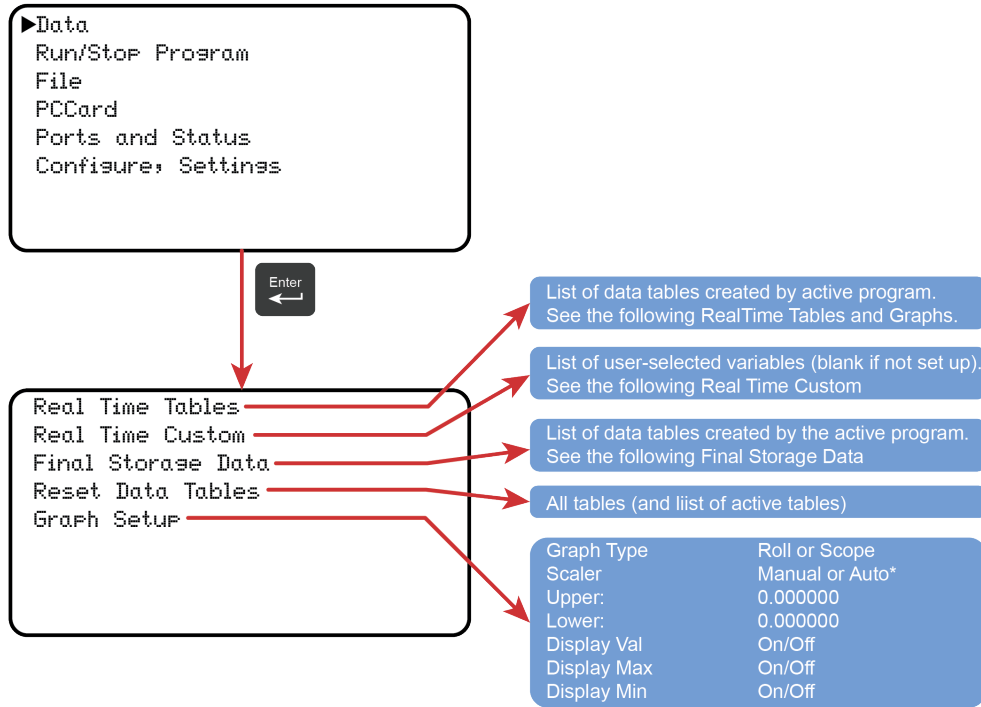 ▶Data
Run/Stop Program
File
PCCard
Ports and Status
Configure, Settings
Enter
Real Time Tables
Real Time Custom
Final Storage Data
Reset Data Tables
Graph Setup
List of data tables created by active program.
See the following RealTime Tables and Graphs.
List of user-selected variables (blank if not set up).
See the following Real Time Custom
List of data tables created by the active program.
See the following Final Storage Data
All tables (and liist of active tables)
Graph Type Roll or Scope
Scaler Manual or Auto*
Upper: 0.000000
Lower: 0.000000
Display Val On/Off
Display Max On/Off
Display Min On/Off